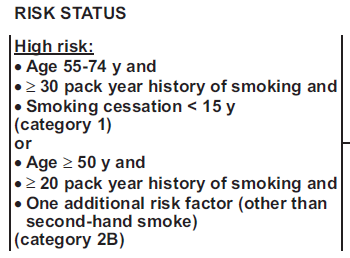 RISK STATUS
High risk:
• Age 55-74 y and
• ≥ 30 pack year history of smoking and
• Smoking cessation < 15 y
(category 1)
or
• Age ≥ 50 y and
• ≥ 20 pack year history of smoking and
• One additional risk factor (other than
second-hand smoke)
(category 2B)